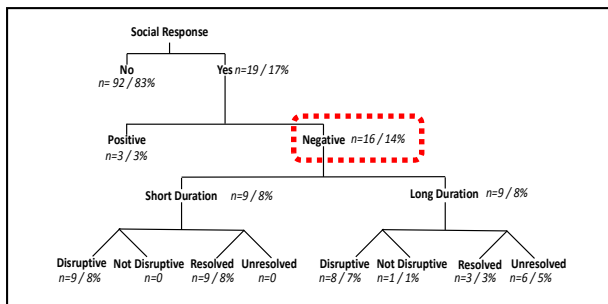 Social Response
No
n= 92 / 83%
Yes n=19 / 17%
Positive
n=3 / 3%
Negative n=16 / 14%
Short Duration n=9 / 8%
Long Duration n=9 / 8%
Disruptive Not Disruptive Resolved Unresolved
n=9 / 8% n=0 n=9 / 8% n=0
Disruptive Not Disruptive Resolved Unresolved
n=8 / 7% n=1 / 1% n=3 / 3% n=6 / 5%